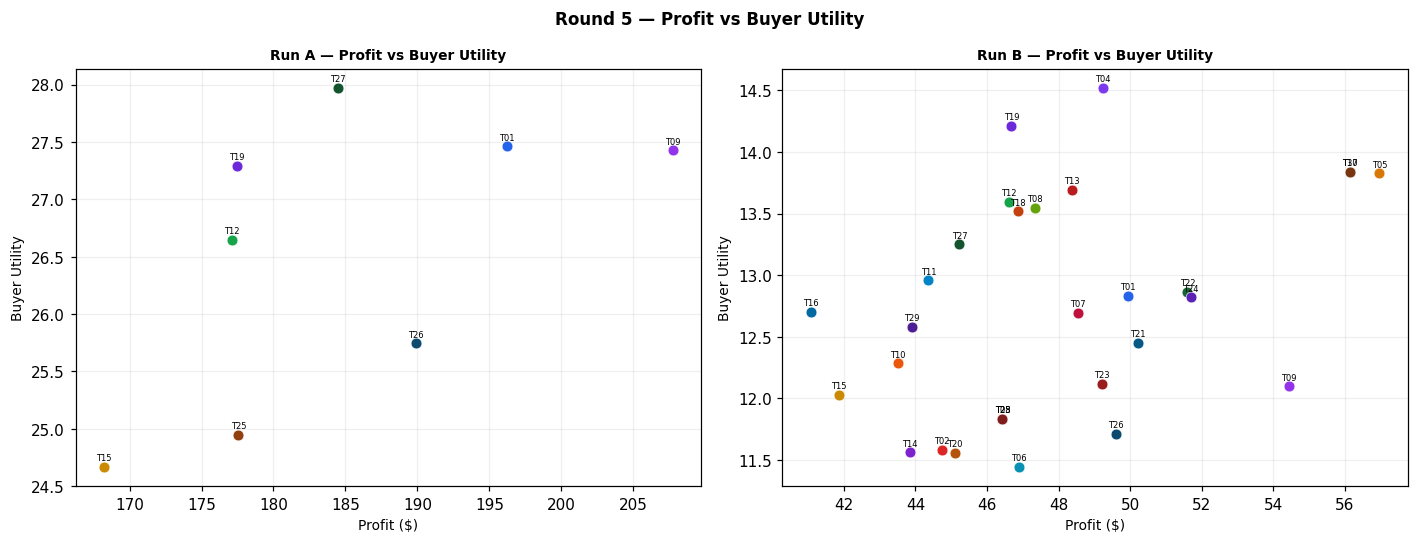 Round 5 — Profit vs Buyer Utility
Run A — Profit vs Buyer Utility
28.0
27.5
27.0
26.5
26.0
25.5
25.0
24.5
Buyer Utility
T27
T01
T09
T19
T12
T26
T25
T15
170
175
180
185
190
195
200
205
Profit ($)
Run B — Profit vs Buyer Utility
14.5
14.0
13.5
13.0
12.5
12.0
11.5
Buyer Utility
T04
T19
T05
T13
T12
T18
T08
T27
T11
T16
T01
T22
T07
T29
T21
T10
T23
T09
T15
T26
T14
T02
T20
T06
42
44
46
48
50
52
54
56
Profit ($)